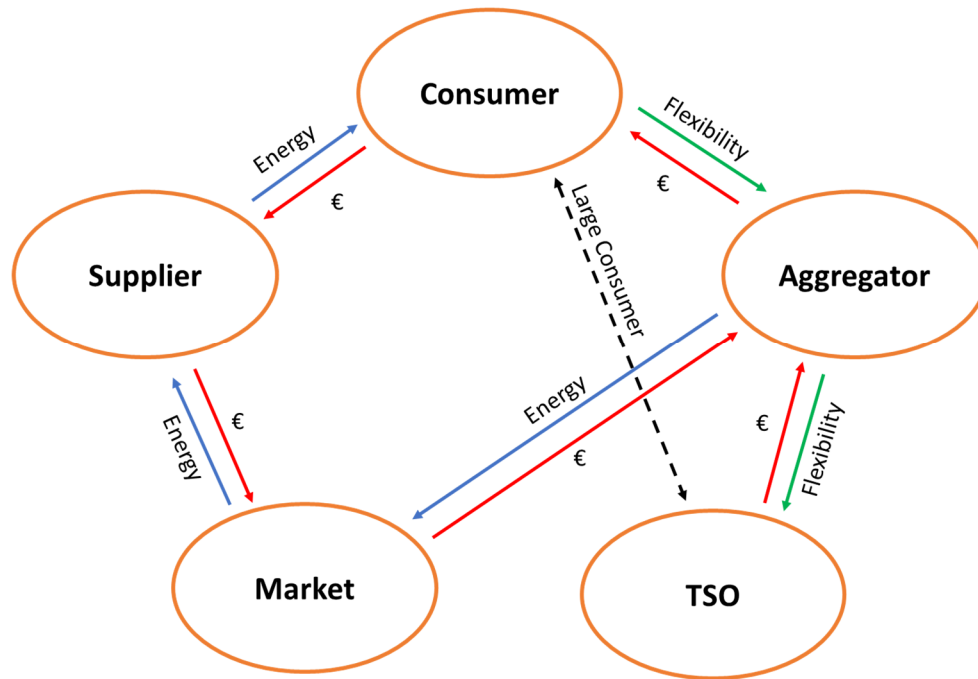 Consumer
Energy
€
Flexibility
€
Large Consumer
Supplier
Aggregator
Energy
€
Energy
€
€
Flexibility
Market
TSO